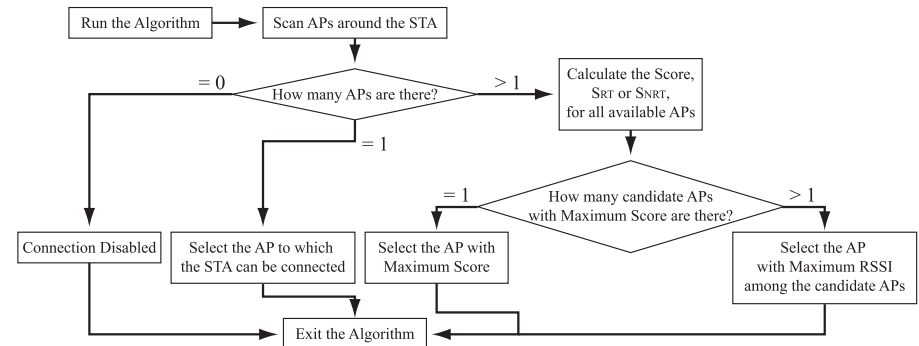 Run the Algorithm
Scan APs around the STA
How many APs are there?
= 0
> 1
= 1
Calculate the Score,
SRT or SNRT,
for all available APs
How many candidate APs
with Maximum Score are there?
= 1
> 1
Connection Disabled
Select the AP to which
the STA can be connected
Select the AP with
Maximum Score
Select the AP
with Maximum RSSI
among the candidate APs
Exit the Algorithm